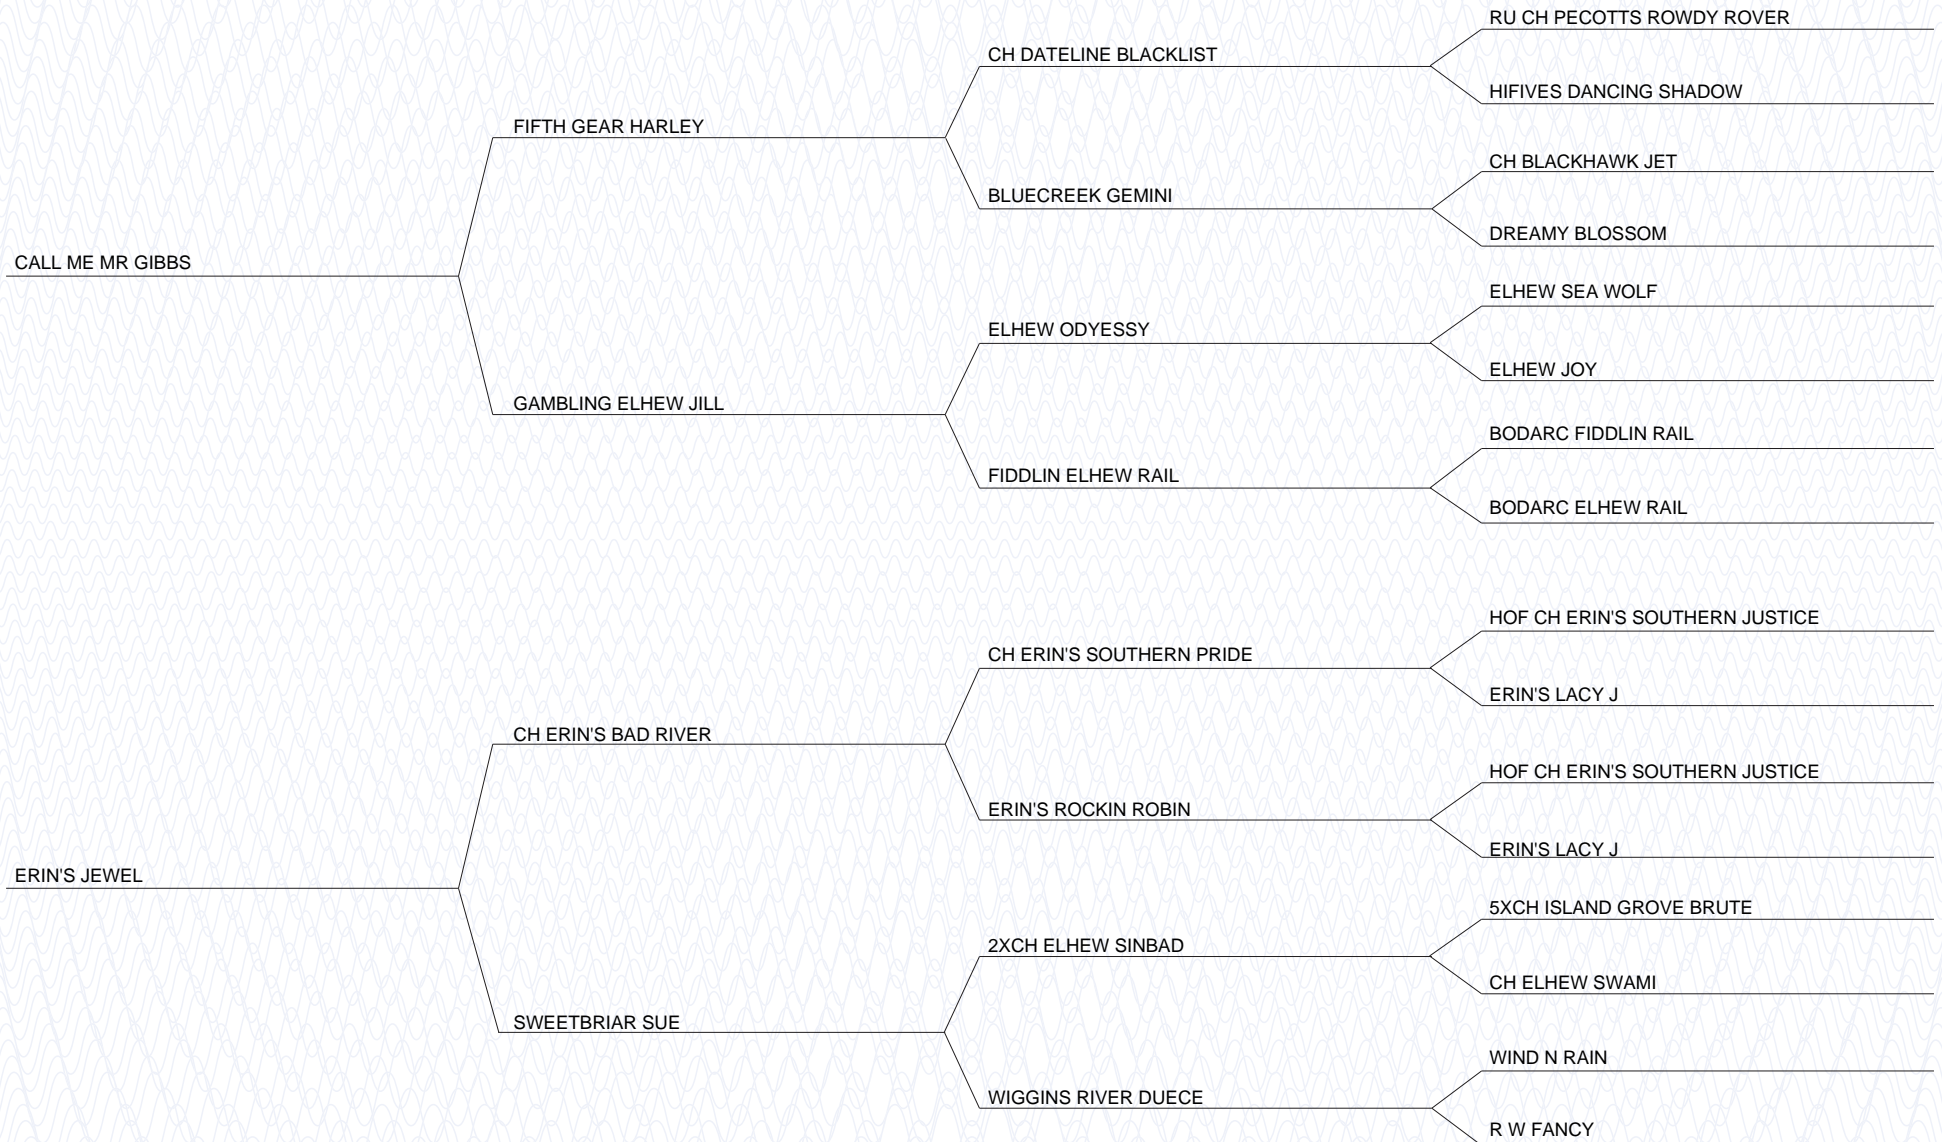 RU CH PECOTTS ROWDY ROVER
CH DATELINE BLACKLIST
HIFIVES DANCING SHADOW
FIFTH GEAR HARLEY
CH BLACKHAWK JET
BLUECREEK GEMINI
DREAMY BLOSSOM
CALL ME MR GIBBS
ELHEW SEA WOLF
ELHEW ODYESSY
ELHEW JOY
GAMBLING ELHEW JILL
BODARC FIDDLIN RAIL
FIDDLIN ELHEW RAIL
BODARC ELHEW RAIL
HOF CH ERIN'S SOUTHERN JUSTICE
CH ERIN'S SOUTHERN PRIDE
ERIN'S LACY J
CH ERIN'S BAD RIVER
HOF CH ERIN'S SOUTHERN JUSTICE
ERIN'S ROCKIN ROBIN
ERIN'S LACY J
ERIN'S JEWEL
5XCH ISLAND GROVE BRUTE
2XCH ELHEW SINBAD
CH ELHEW SWAMI
SWEETBRIAR SUE
WIND N RAIN
WIGGINS RIVER DUECE
R W FANCY